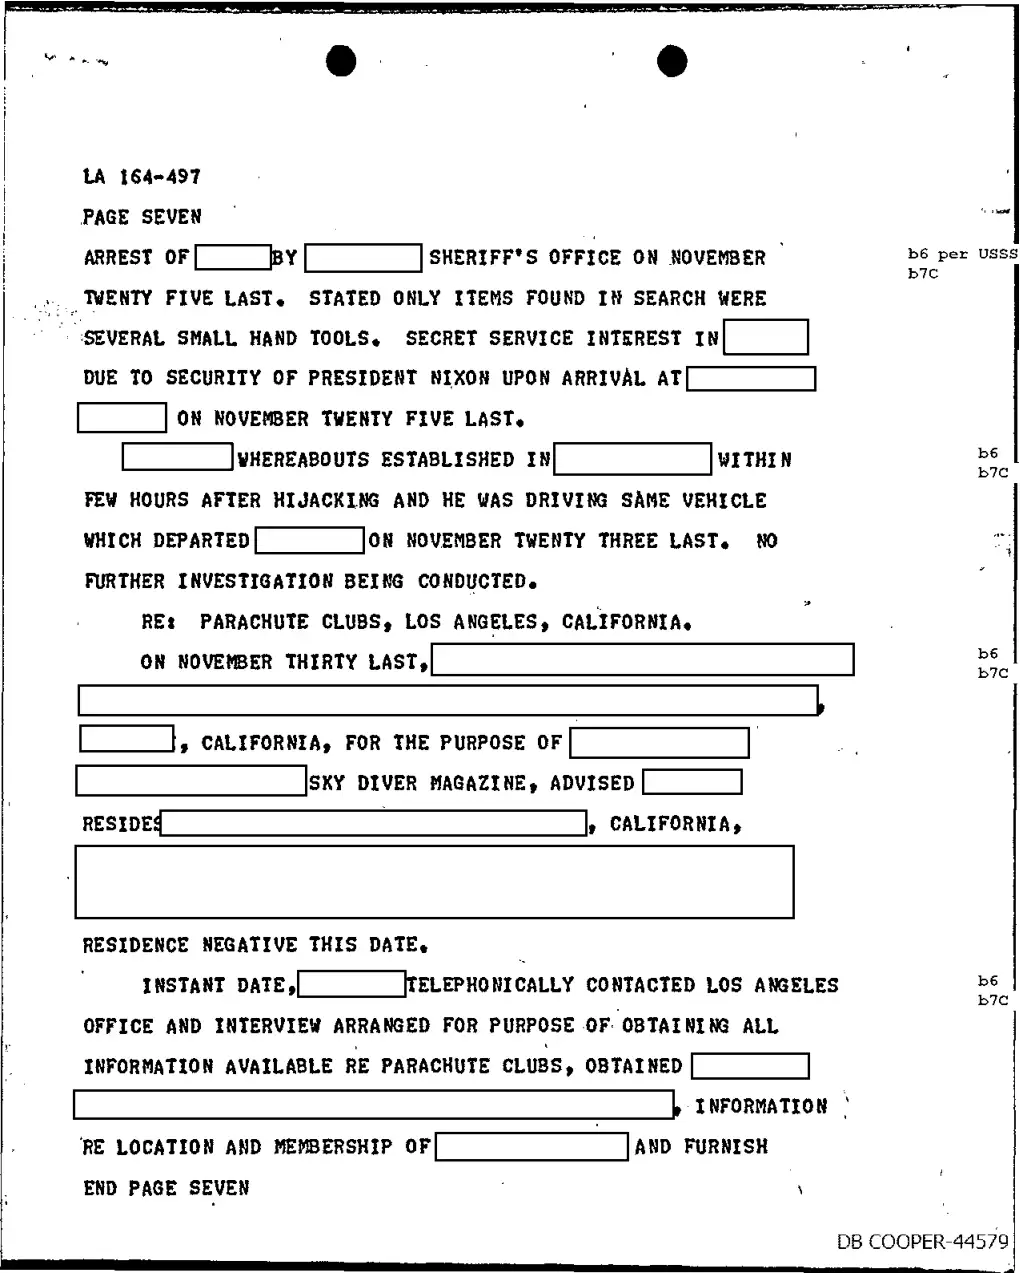 LA 164-497
PAGE SEVEN
ARREST OF BY SHERIFF'S OFFICE ON NOVEMBER
b6 per USSS
b7C
TWENTY FIVE LAST. STATED ONLY ITEMS FOUND IN SEARCH WERE
SEVERAL SMALL HAND TOOLS. SECRET SERVICE INTEREST IN
DUE TO SECURITY OF PRESIDENT NIXON UPON ARRIVAL AT
ON NOVEMBER TWENTY FIVE LAST.
WHEREABOUTS ESTABLISHED IN WITHIN
b6
b7C
FEW HOURS AFTER HIJACKING AND HE WAS DRIVING SAME VEHICLE
WHICH DEPARTED ON NOVEMBER TWENTY THREE LAST. NO
FURTHER INVESTIGATION BEING CONDUCTED.
RE: PARACHUTE CLUBS, LOS ANGELES, CALIFORNIA.
ON NOVEMBER THIRTY LAST,
b6
b7C
,
, CALIFORNIA, FOR THE PURPOSE OF
SKY DIVER MAGAZINE, ADVISED
RESIDES , CALIFORNIA,
RESIDENCE NEGATIVE THIS DATE.
INSTANT DATE, TELEPHONICALLY CONTACTED LOS ANGELES
b6
b7C
OFFICE AND INTERVIEW ARRANGED FOR PURPOSE OF OBTAINING ALL
INFORMATION AVAILABLE RE PARACHUTE CLUBS, OBTAINED
, INFORMATION
RE LOCATION AND MEMBERSHIP OF AND FURNISH
END PAGE SEVEN
DB COOPER-44579